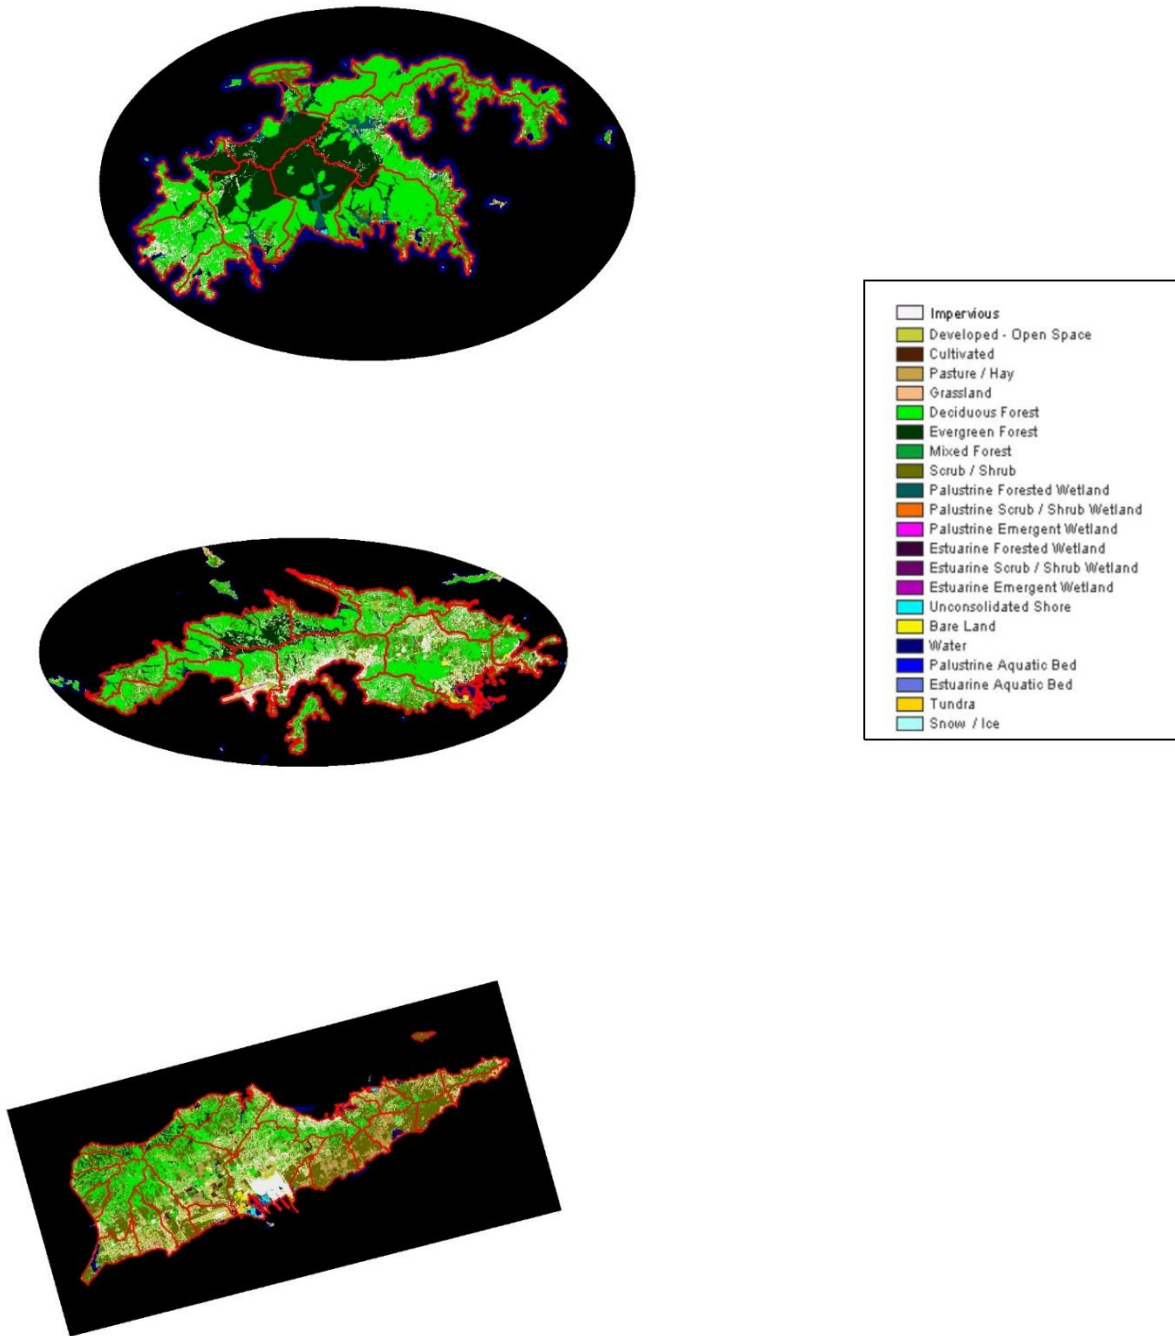 Impervious
Developed - Open Space
Cultivated
Pasture / Hay
Grassland
Deciduous Forest
Evergreen Forest
Mixed Forest
Scrub / Shrub
Palustrine Forested Wetland
Palustrine Scrub / Shrub Wetland
Palustrine Emergent Wetland
Estuarine Forested Wetland
Estuarine Scrub / Shrub Wetland
Estuarine Emergent Wetland
Unconsolidated Shore
Bare Land
Water
Palustrine Aquatic Bed
Estuarine Aquatic Bed
Tundra
Snow / Ice